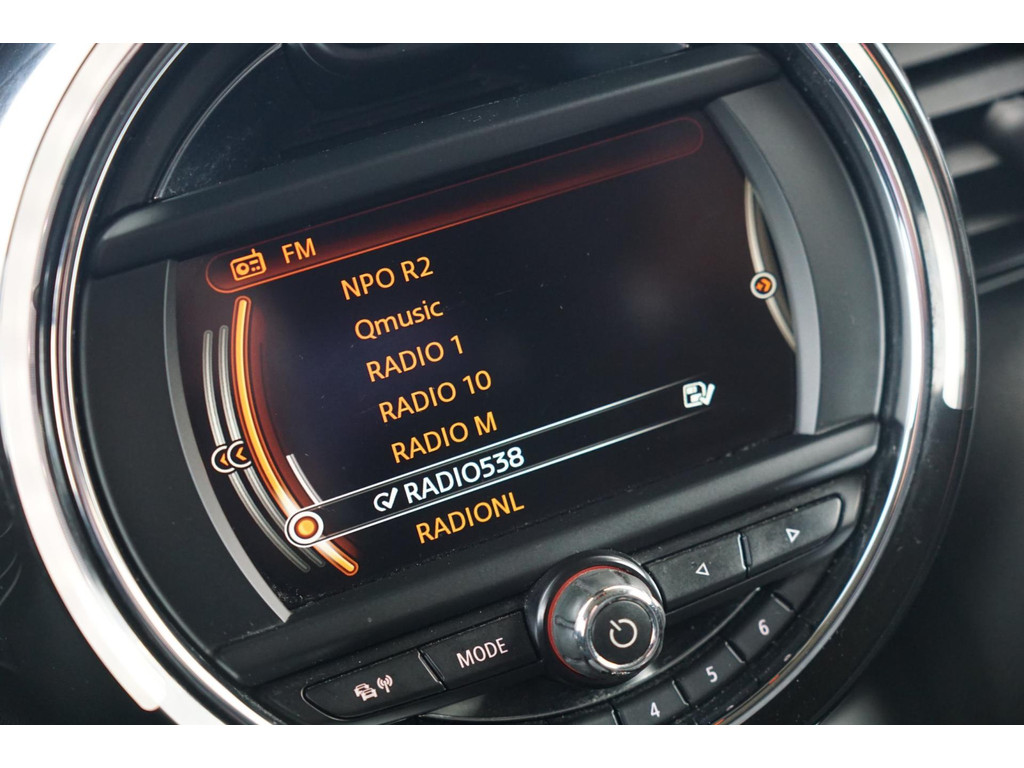 FM
NPO R2
Qmusic
RADIO 1
RADIO 10
RADIO M
RADIO538
RADIONL
MODE
4
5
6